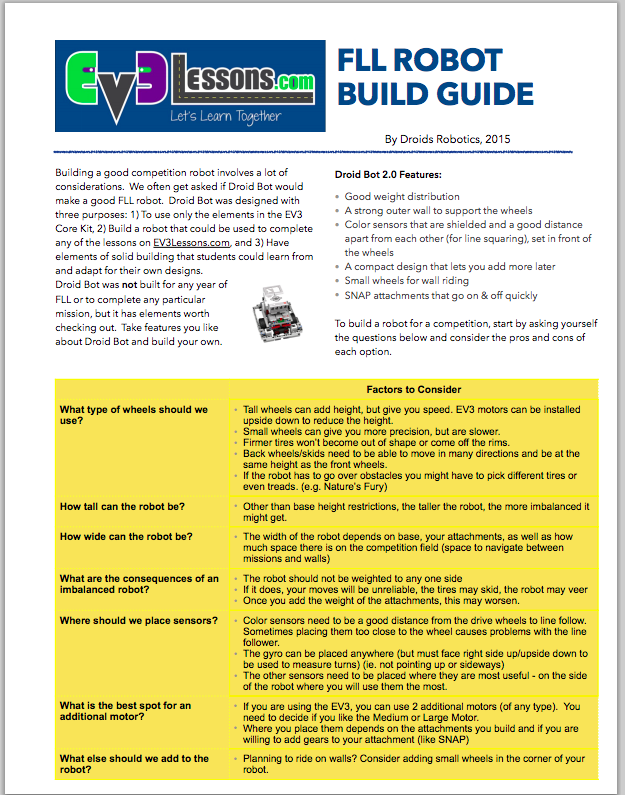 Ev3Lessons.com
Let's Learn Together
FLL ROBOT
BUILD GUIDE
By Droids Robotics, 2015
Building a good competition robot involves a lot of
considerations.  We often get asked if Droid Bot would
make a good FLL robot.  Droid Bot was designed with
three purposes: 1) To use only the elements in the EV3
Core Kit, 2) Build a robot that could be used to complete
any of the lessons on EV3Lessons.com, and 3) Have
elements of solid building that students could learn from
and adapt for their own designs.
Droid Bot was not built for any year of
FLL or to complete any particular
mission, but it has elements worth
checking out.  Take features you like
about Droid Bot and build your own.
Droid Bot 2.0 Features:
• Good weight distribution
• A strong outer wall to support the wheels
• Color sensors that are shielded and a good distance
apart from each other (for line squaring), set in front of
the wheels
• A compact design that lets you add more later
• Small wheels for wall riding
• SNAP attachments that go on & off quickly
To build a robot for a competition, start by asking yourself
the questions below and consider the pros and cons of
each option.
Factors to Consider
What type of wheels should we
use?
• Tall wheels can add height, but give you speed. EV3 motors can be installed
upside down to reduce the height.
• Small wheels can give you more precision, but are slower.
• Firmer tires won't become out of shape or come off the rims.
• Back wheels/skids need to be able to move in many directions and be at the
same height as the front wheels.
• If the robot has to go over obstacles you might have to pick different tires or
even treads. (e.g. Nature's Fury)
How tall can the robot be?
• Other than base height restrictions, the taller the robot, the more imbalanced it
might get.
How wide can the robot be?
• The width of the robot depends on base, your attachments, as well as how
much space there is on the competition field (space to navigate between
missions and walls)
What are the consequences of an
imbalanced robot?
• The robot should not be weighted to any one side
• If it does, your moves will be unreliable, the tires may skid, the robot may veer
• Once you add the weight of the attachments, this may worsen.
Where should we place sensors?
• Color sensors need to be a good distance from the drive wheels to line follow.
Sometimes placing them too close to the wheel causes problems with the line
follower.
• The gyro can be placed anywhere (but must face right side up/upside down to
be used to measure turns) (ie. not pointing up or sideways)
• The other sensors need to be placed where they are most useful - on the side
of the robot where you will use them the most.
What is the best spot for an
additional motor?
• If you are using the EV3, you can use 2 additional motors (of any type).  You
need to decide if you like the Medium or Large Motor.
• Where you place them depends on the attachments you build and if you are
willing to add gears to your attachment (like SNAP)
What else should we add to the
robot?
• Planning to ride on walls? Consider adding small wheels in the corner of your
robot.